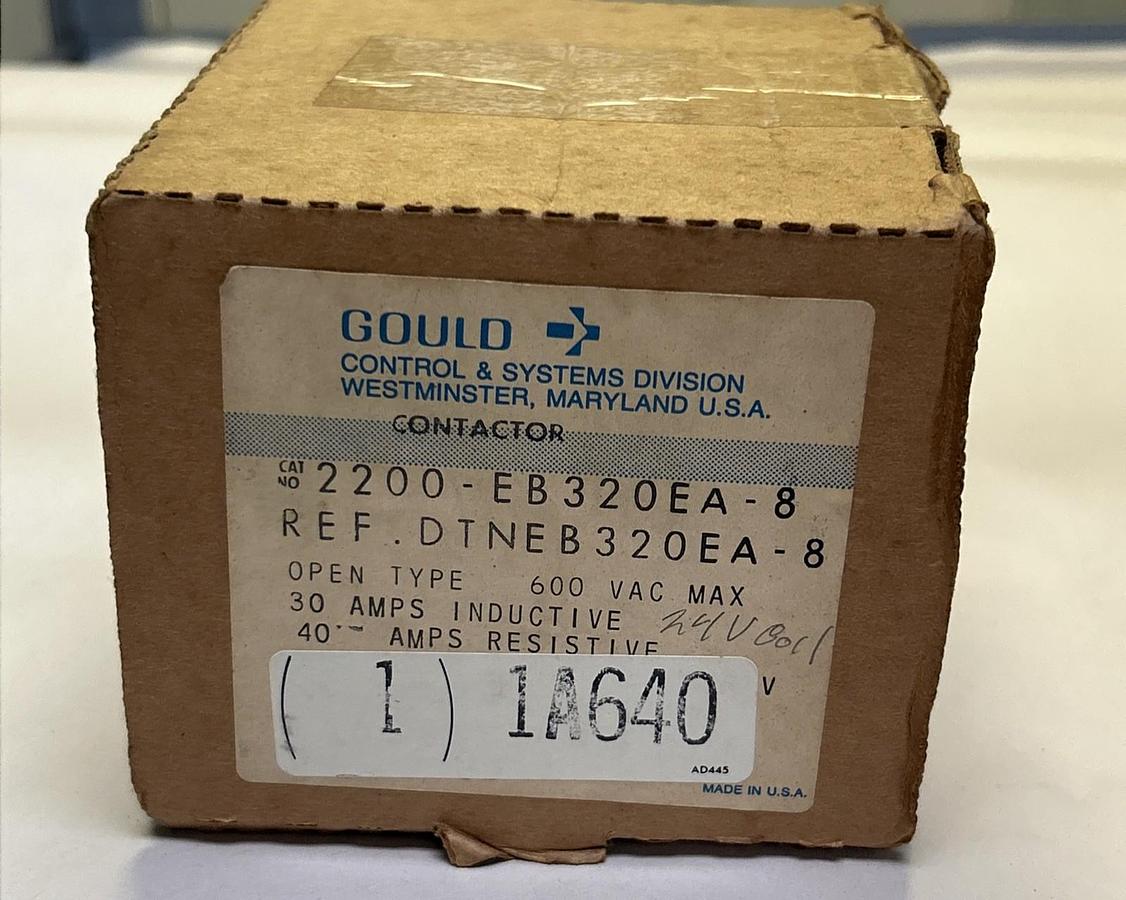 GOULD
CONTROL & SYSTEMS DIVISION
WESTMINSTER, MARYLAND U.S.A.
CONTACTOR
CAT NO 2200-EB320EA-8
REF.DTNEB320EA-8
OPEN TYPE 600 VAC MAX
30 AMPS INDUCTIVE 24V Coil
40 AMPS RESISTIVE
V
( 1 ) 1A640
AD445
MADE IN U.S.A.